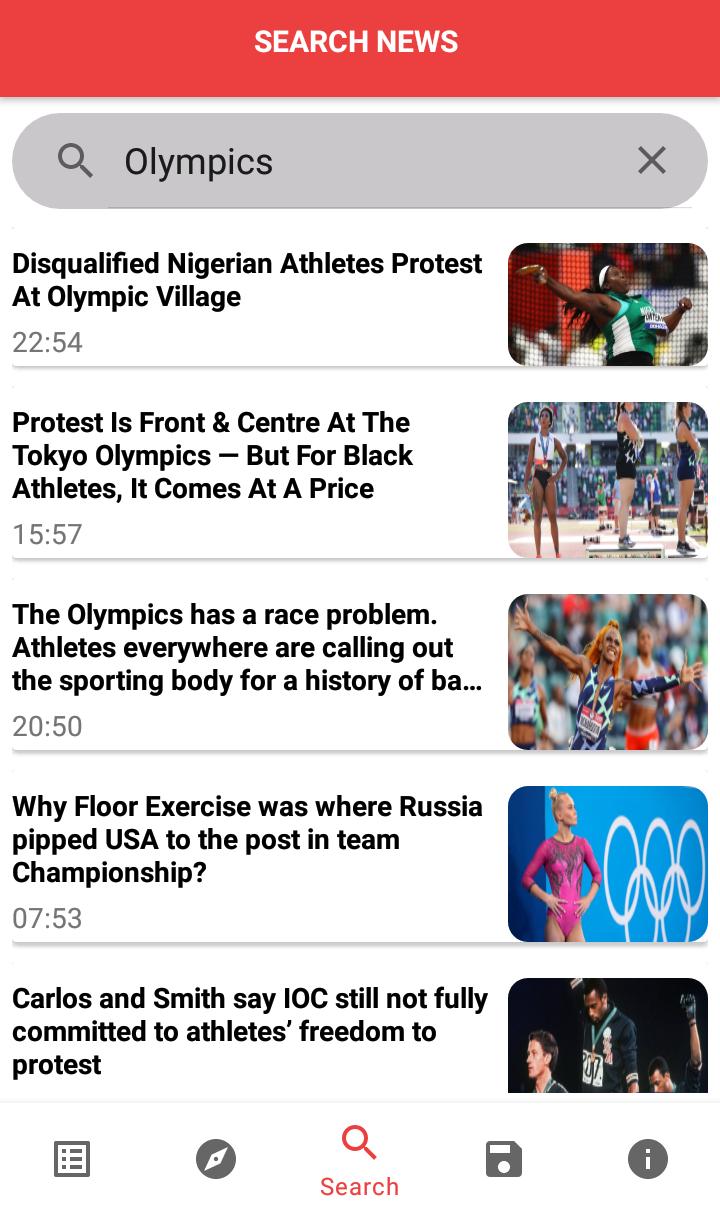 SEARCH NEWS
Olympics
Disqualified Nigerian Athletes Protest
At Olympic Village
22:54
Protest Is Front & Centre At The
Tokyo Olympics — But For Black
Athletes, It Comes At A Price
15:57
The Olympics has a race problem.
Athletes everywhere are calling out
the sporting body for a history of ba…
20:50
Why Floor Exercise was where Russia
pipped USA to the post in team
Championship?
07:53
Carlos and Smith say IOC still not fully
committed to athletes’ freedom to
protest
Search